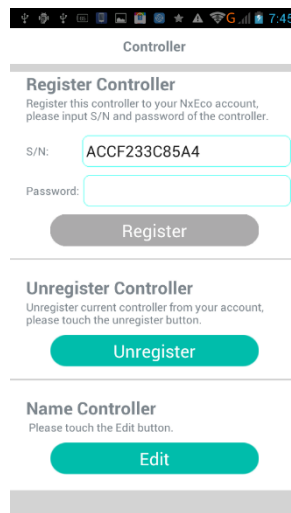 G 7:45
Controller
Register Controller
Register this controller to your NxEco account,
please input S/N and password of the controller.
S/N: ACCF233C85A4
Password:
Register
Unregister Controller
Unregister current controller from your account,
please touch the unregister button.
Unregister
Name Controller
Please touch the Edit button.
Edit